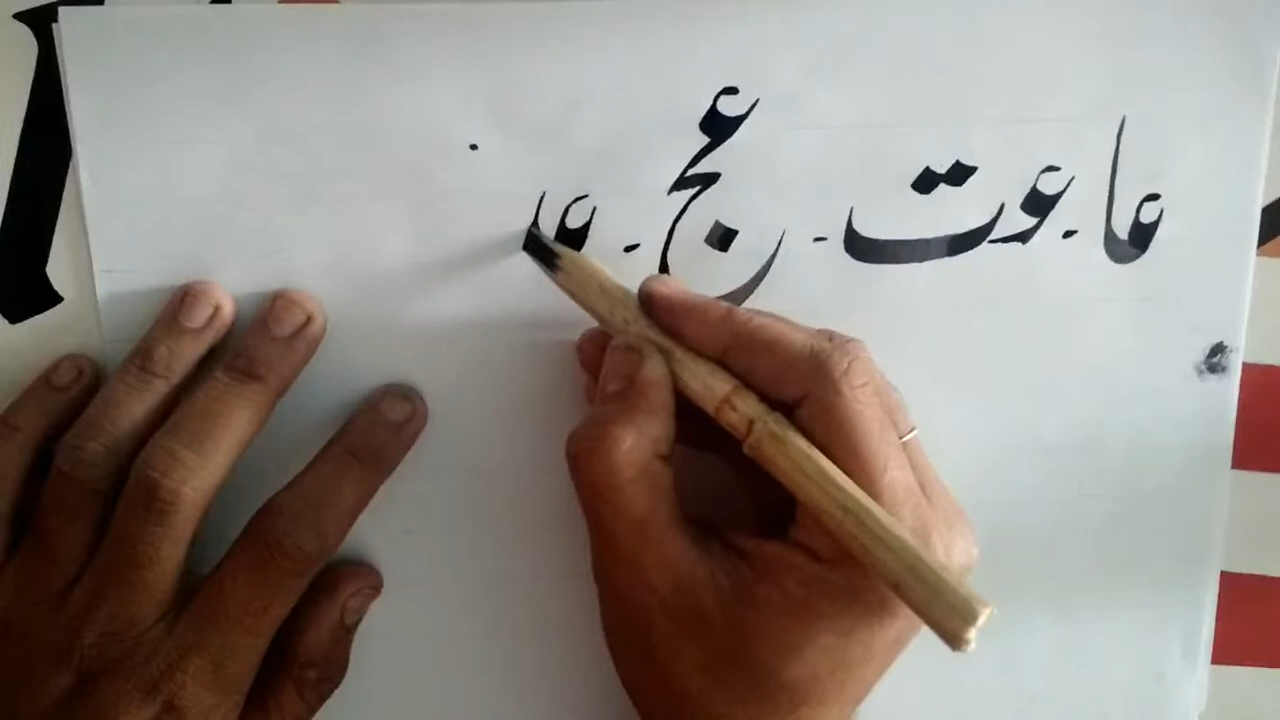 عا - عت - عج -